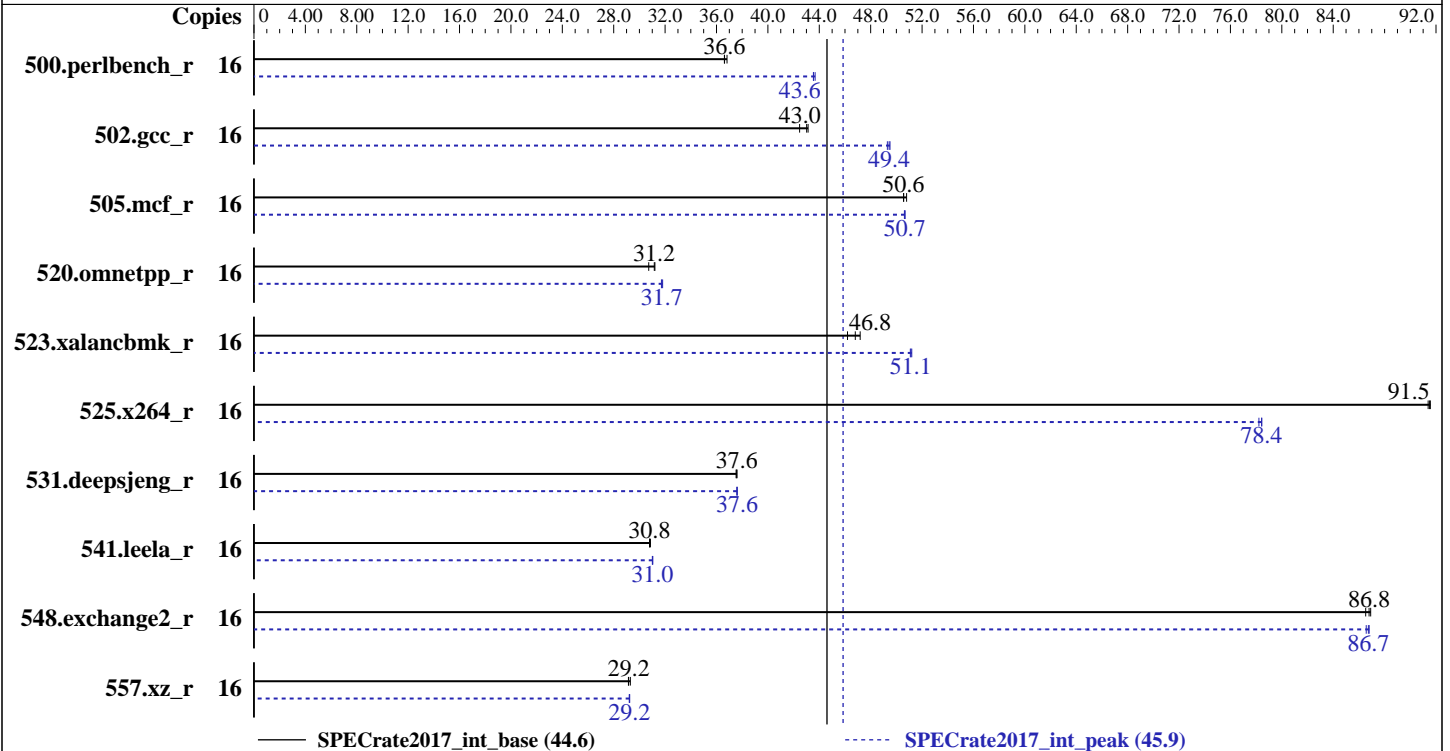 Copies 0 4.00 8.00 12.0 16.0 20.0 24.0 28.0 32.0 36.0 40.0 44.0 48.0 52.0 56.0 60.0 64.0 68.0 72.0 76.0 80.0 84.0 92.0
36.6
500.perlbench_r 16
43.6
43.0
502.gcc_r 16
49.4
50.6
505.mcf_r 16
50.7
31.2
520.omnetpp_r 16
31.7
46.8
523.xalancbmk_r 16
51.1
91.5
525.x264_r 16
78.4
37.6
531.deepsjeng_r 16
37.6
30.8
541.leela_r 16
31.0
86.8
548.exchange2_r 16
86.7
29.2
557.xz_r 16
29.2
SPECrate2017_int_base (44.6) SPECrate2017_int_peak (45.9)